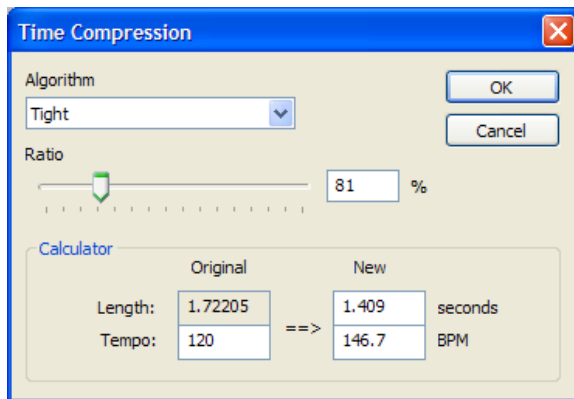 Time Compression
Algorithm
OK
Tight
Cancel
Ratio
81 %
Calculator
Original New
Length: 1.72205 1.409 seconds
==>
Tempo: 120 146.7 BPM